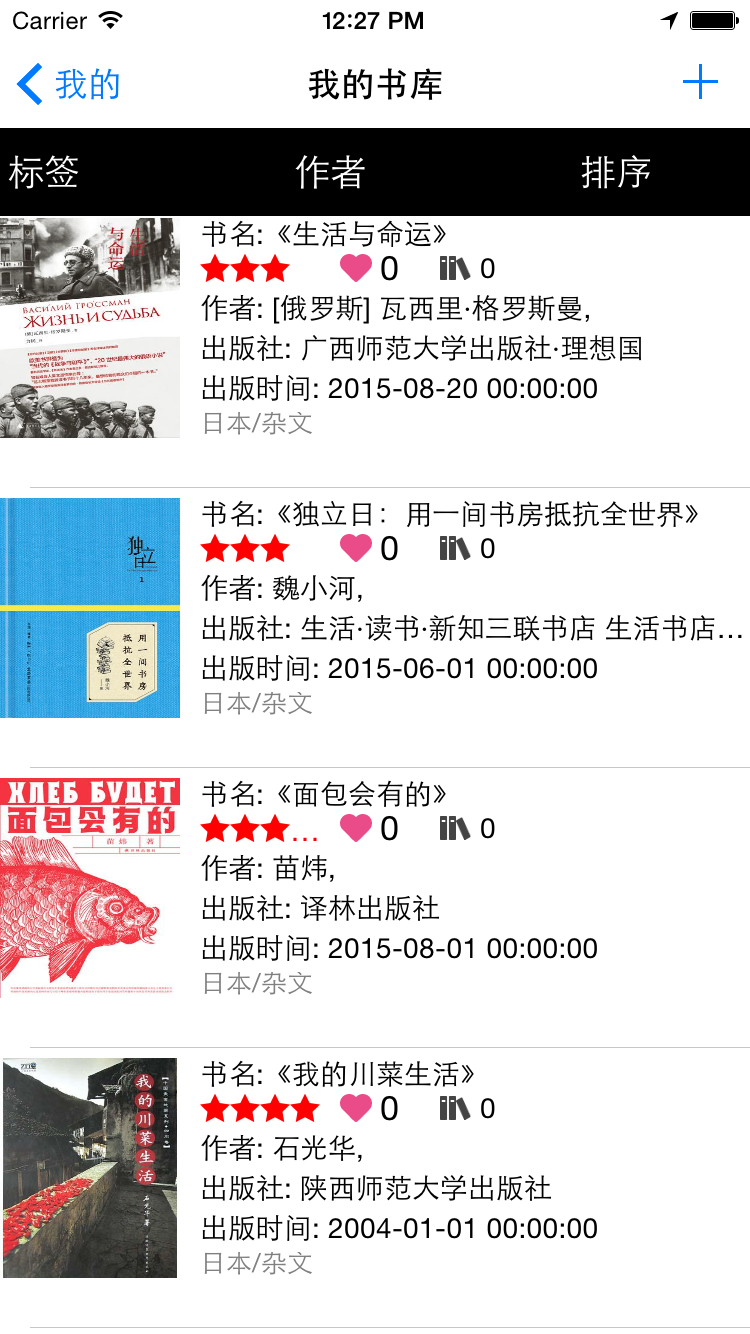 Carrier 12:27 PM
我的 我的书库
标签 作者 排序
生活与命运
ВАСИЛИЙ ГРОССМАН
ЖИЗНЬ И СУДЬБА
书名:《生活与命运》
0 0
作者: [俄罗斯] 瓦西里·格罗斯曼,
出版社: 广西师范大学出版社·理想国
出版时间: 2015-08-20 00:00:00
日本/杂文
独立日
1
用一间书房
抵抗全世界
书名:《独立日：用一间书房抵抗全世界》
0 0
作者: 魏小河,
出版社: 生活·读书·新知三联书店 生活书店…
出版时间: 2015-06-01 00:00:00
日本/杂文
ХЛЕБ БУДЕТ
面包会有的
苗炜 著
书名:《面包会有的》
… 0 0
作者: 苗炜,
出版社: 译林出版社
出版时间: 2015-08-01 00:00:00
日本/杂文
我的川菜生活
石光华 著
书名:《我的川菜生活》
0 0
作者: 石光华,
出版社: 陕西师范大学出版社
出版时间: 2004-01-01 00:00:00
日本/杂文